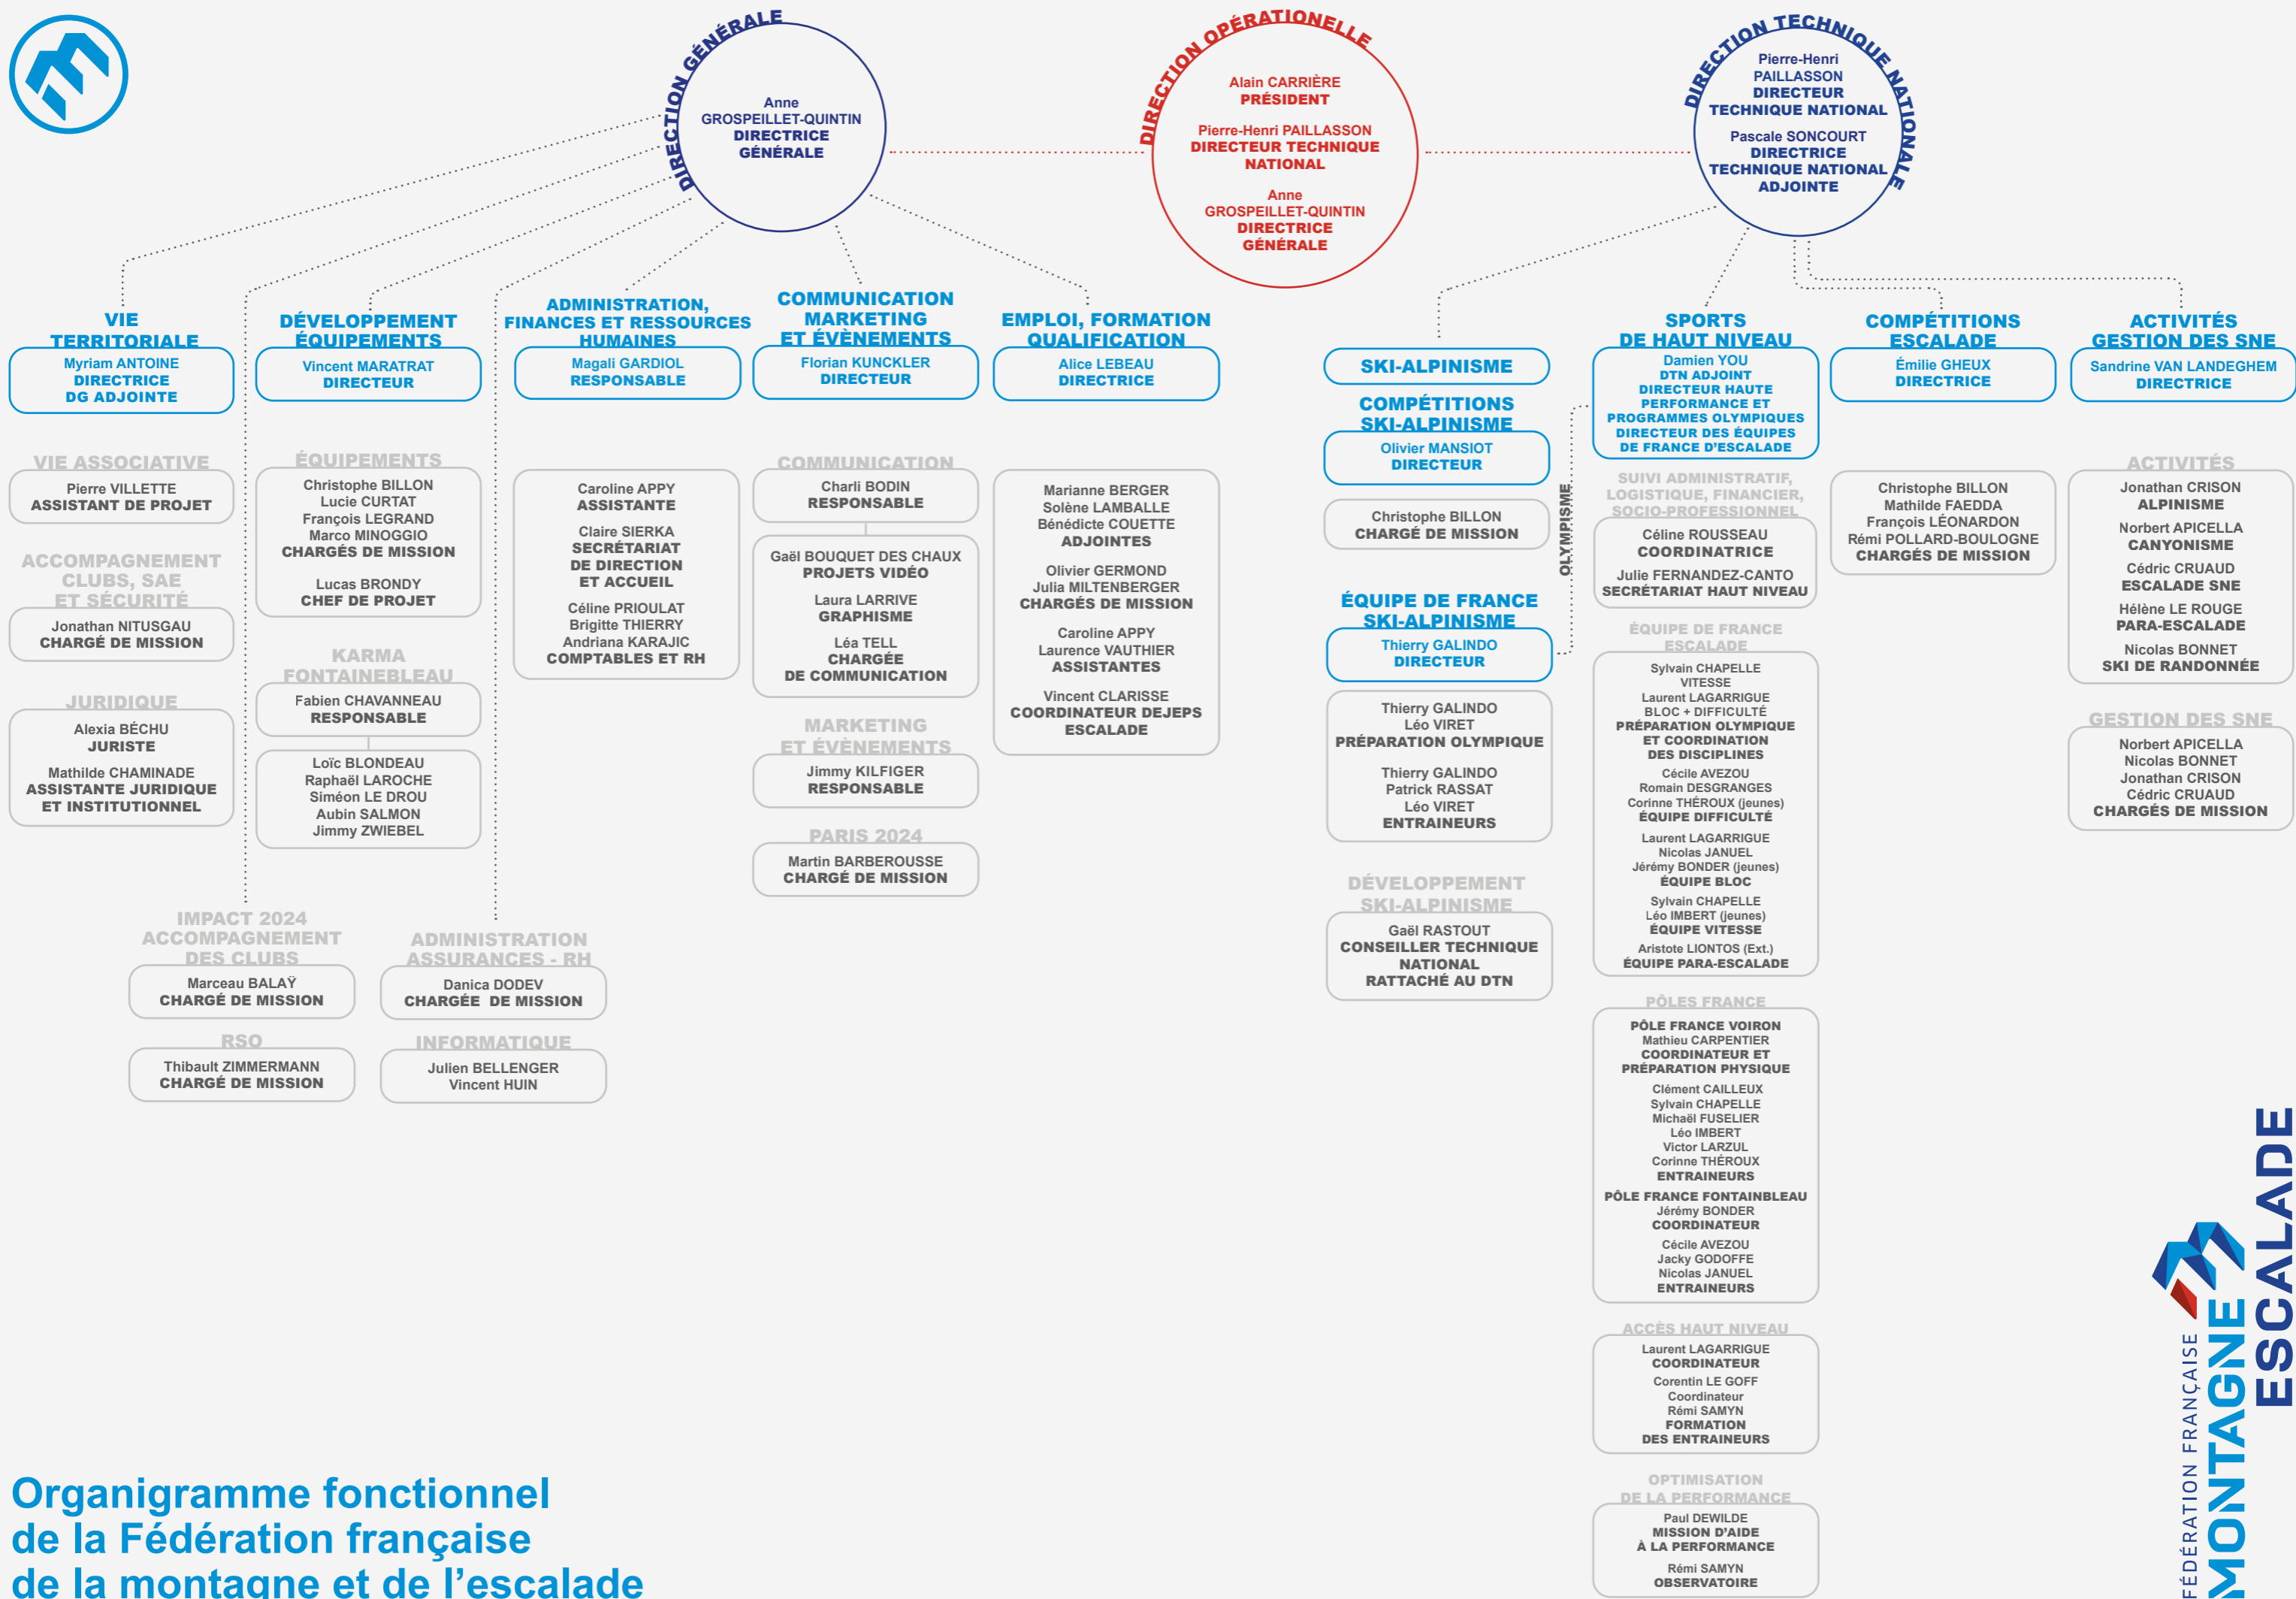 DIRECTION GÉNÉRALE
Anne
GROSPEILLET-QUINTIN
DIRECTRICE
GÉNÉRALE
DIRECTION OPÉRATIONELLE
Alain CARRIÈRE
PRÉSIDENT
Pierre-Henri PAILLASSON
DIRECTEUR TECHNIQUE
NATIONAL
Anne
GROSPEILLET-QUINTIN
DIRECTRICE
GÉNÉRALE
DIRECTION TECHNIQUE NATIONALE
Pierre-Henri
PAILLASSON
DIRECTEUR
TECHNIQUE NATIONAL
Pascale SONCOURT
DIRECTRICE
TECHNIQUE NATIONAL
ADJOINTE
VIE
TERRITORIALE
Myriam ANTOINE
DIRECTRICE
DG ADJOINTE
VIE ASSOCIATIVE
Pierre VILLETTE
ASSISTANT DE PROJET
ACCOMPAGNEMENT
CLUBS, SAE
ET SÉCURITÉ
Jonathan NITUSGAU
CHARGÉ DE MISSION
JURIDIQUE
Alexia BÉCHU
JURISTE
Mathilde CHAMINADE
ASSISTANTE JURIDIQUE
ET INSTITUTIONNEL
IMPACT 2024
ACCOMPAGNEMENT
DES CLUBS
Marceau BALAŸ
CHARGÉ DE MISSION
RSO
Thibault ZIMMERMANN
CHARGÉ DE MISSION
DÉVELOPPEMENT
ÉQUIPEMENTS
Vincent MARATRAT
DIRECTEUR
ÉQUIPEMENTS
Christophe BILLON
Lucie CURTAT
François LEGRAND
Marco MINOGGIO
CHARGÉS DE MISSION
Lucas BRONDY
CHEF DE PROJET
KARMA
FONTAINEBLEAU
Fabien CHAVANNEAU
RESPONSABLE
Loïc BLONDEAU
Raphaël LAROCHE
Siméon LE DROU
Aubin SALMON
Jimmy ZWIEBEL
ADMINISTRATION
ASSURANCES - RH
Danica DODEV
CHARGÉE DE MISSION
INFORMATIQUE
Julien BELLENGER
Vincent HUIN
ADMINISTRATION,
FINANCES ET RESSOURCES
HUMAINES
Magali GARDIOL
RESPONSABLE
Caroline APPY
ASSISTANTE
Claire SIERKA
SECRÉTARIAT
DE DIRECTION
ET ACCUEIL
Céline PRIOULAT
Brigitte THIERRY
Andriana KARAJIC
COMPTABLES ET RH
COMMUNICATION
MARKETING
ET ÉVÈNEMENTS
Florian KUNCKLER
DIRECTEUR
COMMUNICATION
Charli BODIN
RESPONSABLE
Gaël BOUQUET DES CHAUX
PROJETS VIDÉO
Laura LARRIVE
GRAPHISME
Léa TELL
CHARGÉE
DE COMMUNICATION
MARKETING
ET ÉVÈNEMENTS
Jimmy KILFIGER
RESPONSABLE
PARIS 2024
Martin BARBEROUSSE
CHARGÉ DE MISSION
EMPLOI, FORMATION
QUALIFICATION
Alice LEBEAU
DIRECTRICE
Marianne BERGER
Solène LAMBALLE
Bénédicte COUETTE
ADJOINTES
Olivier GERMOND
Julia MILTENBERGER
CHARGÉS DE MISSION
Caroline APPY
Laurence VAUTHIER
ASSISTANTES
Vincent CLARISSE
COORDINATEUR DEJEPS
ESCALADE
SKI-ALPINISME
COMPÉTITIONS
SKI-ALPINISME
Olivier MANSIOT
DIRECTEUR
Christophe BILLON
CHARGÉ DE MISSION
ÉQUIPE DE FRANCE
SKI-ALPINISME
Thierry GALINDO
DIRECTEUR
Thierry GALINDO
Léo VIRET
PRÉPARATION OLYMPIQUE
Thierry GALINDO
Patrick RASSAT
Léo VIRET
ENTRAINEURS
DÉVELOPPEMENT
SKI-ALPINISME
Gaël RASTOUT
CONSEILLER TECHNIQUE
NATIONAL
RATTACHÉ AU DTN
OLYMPISME
SPORTS
DE HAUT NIVEAU
Damien YOU
DTN ADJOINT
DIRECTEUR HAUTE
PERFORMANCE ET
PROGRAMMES OLYMPIQUES
DIRECTEUR DES ÉQUIPES
DE FRANCE D'ESCALADE
SUIVI ADMINISTRATIF,
LOGISTIQUE, FINANCIER,
SOCIO-PROFESSIONNEL
Céline ROUSSEAU
COORDINATRICE
Julie FERNANDEZ-CANTO
SECRÉTARIAT HAUT NIVEAU
ÉQUIPE DE FRANCE
ESCALADE
Sylvain CHAPELLE
VITESSE
Laurent LAGARRIGUE
BLOC + DIFFICULTÉ
PRÉPARATION OLYMPIQUE
ET COORDINATION
DES DISCIPLINES
Cécile AVEZOU
Romain DESGRANGES
Corinne THÉROUX (jeunes)
ÉQUIPE DIFFICULTÉ
Laurent LAGARRIGUE
Nicolas JANUEL
Jérémy BONDER (jeunes)
ÉQUIPE BLOC
Sylvain CHAPELLE
Léo IMBERT (jeunes)
ÉQUIPE VITESSE
Aristote LIONTOS (Ext.)
ÉQUIPE PARA-ESCALADE
PÔLES FRANCE
PÔLE FRANCE VOIRON
Mathieu CARPENTIER
COORDINATEUR ET
PRÉPARATION PHYSIQUE
Clément CAILLEUX
Sylvain CHAPELLE
Michaël FUSELIER
Léo IMBERT
Victor LARZUL
Corinne THÉROUX
ENTRAINEURS
PÔLE FRANCE FONTAINBLEAU
Jérémy BONDER
COORDINATEUR
Cécile AVEZOU
Jacky GODOFFE
Nicolas JANUEL
ENTRAINEURS
ACCÈS HAUT NIVEAU
Laurent LAGARRIGUE
COORDINATEUR
Corentin LE GOFF
Coordinateur
Rémi SAMYN
FORMATION
DES ENTRAINEURS
OPTIMISATION
DE LA PERFORMANCE
Paul DEWILDE
MISSION D'AIDE
À LA PERFORMANCE
Rémi SAMYN
OBSERVATOIRE
COMPÉTITIONS
ESCALADE
Émilie GHEUX
DIRECTRICE
Christophe BILLON
Mathilde FAEDDA
François LÉONARDON
Rémi POLLARD-BOULOGNE
CHARGÉS DE MISSION
ACTIVITÉS
GESTION DES SNE
Sandrine VAN LANDEGHEM
DIRECTRICE
ACTIVITÉS
Jonathan CRISON
ALPINISME
Norbert APICELLA
CANYONISME
Cédric CRUAUD
ESCALADE SNE
Hélène LE ROUGE
PARA-ESCALADE
Nicolas BONNET
SKI DE RANDONNÉE
GESTION DES SNE
Norbert APICELLA
Nicolas BONNET
Jonathan CRISON
Cédric CRUAUD
CHARGÉS DE MISSION
Organigramme fonctionnel
de la Fédération française
de la montagne et de l'escalade
FÉDÉRATION FRANÇAISE
MONTAGNE
ESCALADE